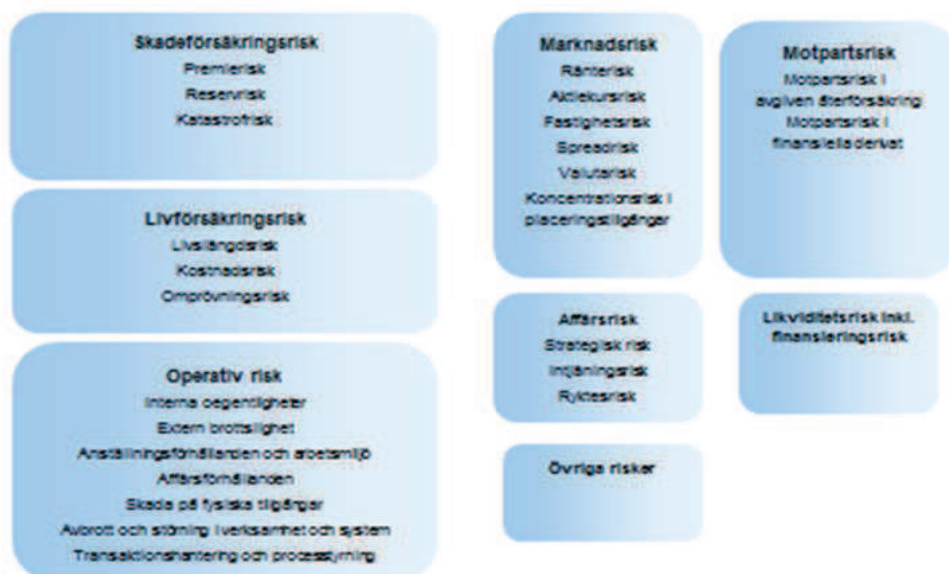 Skadeförsäkringsrisk
Premierisk
Reservrisk
Katastrofrisk
Livförsäkringsrisk
Livslängdsrisk
Kostnadsrisk
Omprövningsrisk
Operativ risk
Interna oegentligheter
Extern brottslighet
Anställningsförhållanden och arbetsmiljö
Affärsförhållanden
Skada på fysiska tillgångar
Avbrott och störning i verksamhet och system
Transaktionshantering och processtyrning
Marknadsrisk
Ränterisk
Aktiekursrisk
Fastighetsrisk
Spreadrisk
Valutarisk
Koncentrationsrisk i
placeringstillgångar
Motpartsrisk
Motpartsrisk i
avgiven återförsäkring
Motpartsrisk i
finansiella derivat
Affärsrisk
Strategisk risk
Intjäningsrisk
Ryktesrisk
Likviditetsrisk inkl.
finansieringsrisk
Övriga risker